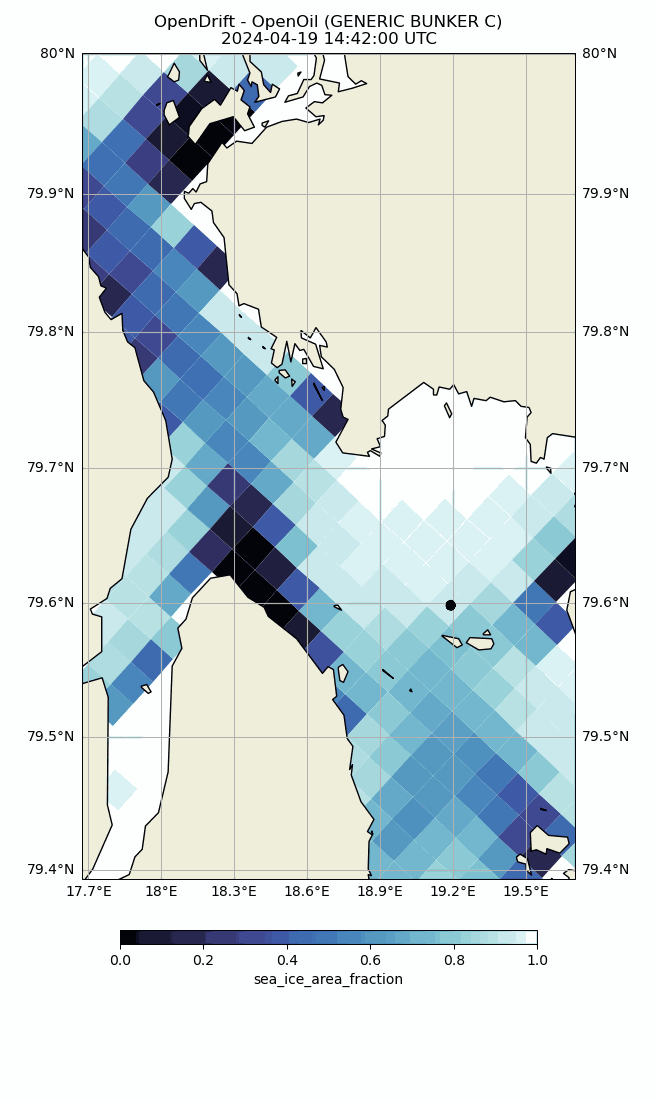 OpenDrift - OpenOil (GENERIC BUNKER C)
2024-04-19 14:42:00 UTC
80°N 80°N
79.9°N 79.9°N
79.8°N 79.8°N
79.7°N 79.7°N
79.6°N 79.6°N
79.5°N 79.5°N
79.4°N 79.4°N
17.7°E 18°E 18.3°E 18.6°E 18.9°E 19.2°E 19.5°E
0.0 0.2 0.4 0.6 0.8 1.0
sea_ice_area_fraction